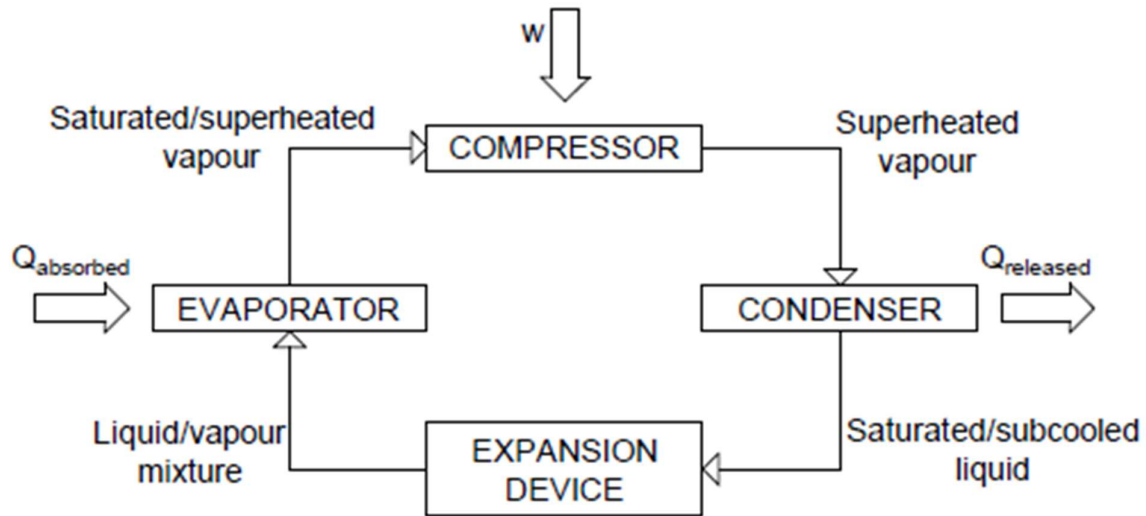 W
Saturated/superheated
vapour
COMPRESSOR
Superheated
vapour
Qabsorbed
EVAPORATOR
CONDENSER
Qreleased
Liquid/vapour
mixture
EXPANSION
DEVICE
Saturated/subcooled
liquid